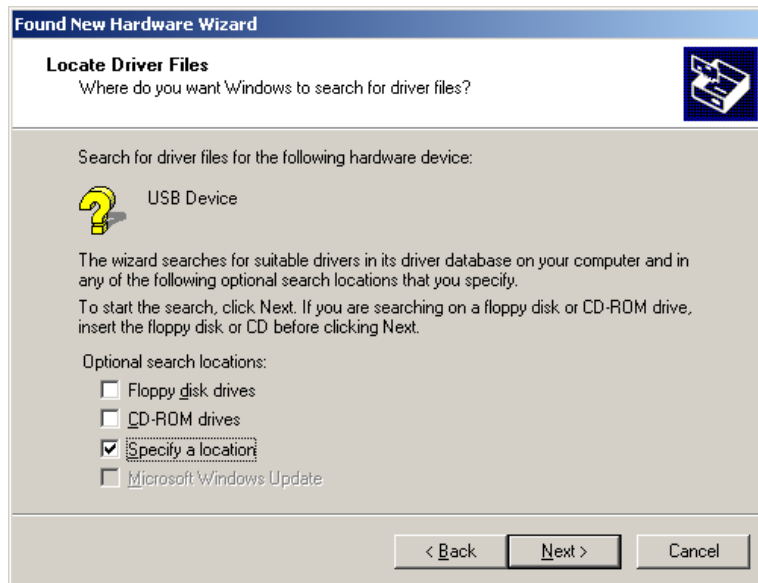 Found New Hardware Wizard
Locate Driver Files
Where do you want Windows to search for driver files?
Search for driver files for the following hardware device:
USB Device
The wizard searches for suitable drivers in its driver database on your computer and in
any of the following optional search locations that you specify.
To start the search, click Next. If you are searching on a floppy disk or CD-ROM drive,
insert the floppy disk or CD before clicking Next.
Optional search locations:
Floppy disk drives
CD-ROM drives
Specify a location
Microsoft Windows Update
< Back Next > Cancel